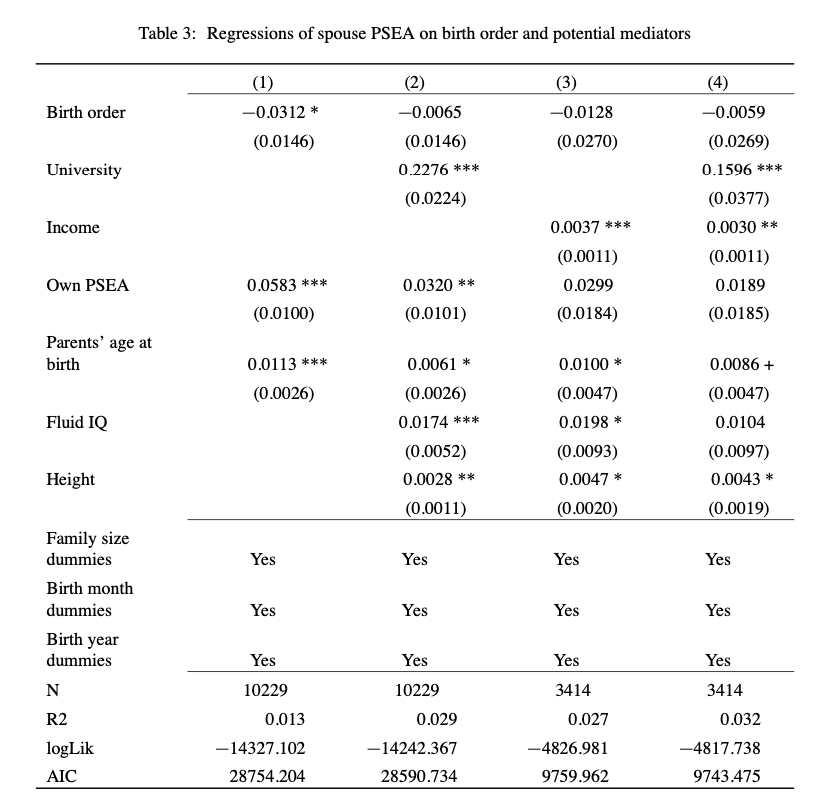 Table 3: Regressions of spouse PSEA on birth order and potential mediators
(1) (2) (3) (4)
Birth order −0.0312 * −0.0065 −0.0128 −0.0059
(0.0146) (0.0146) (0.0270) (0.0269)
University 0.2276 *** 0.1596 ***
(0.0224) (0.0377)
Income 0.0037 *** 0.0030 **
(0.0011) (0.0011)
Own PSEA 0.0583 *** 0.0320 ** 0.0299 0.0189
(0.0100) (0.0101) (0.0184) (0.0185)
Parents’ age at
birth 0.0113 *** 0.0061 * 0.0100 * 0.0086 +
(0.0026) (0.0026) (0.0047) (0.0047)
Fluid IQ 0.0174 *** 0.0198 * 0.0104
(0.0052) (0.0093) (0.0097)
Height 0.0028 ** 0.0047 * 0.0043 *
(0.0011) (0.0020) (0.0019)
Family size
dummies Yes Yes Yes Yes
Birth month
dummies Yes Yes Yes Yes
Birth year
dummies Yes Yes Yes Yes
N 10229 10229 3414 3414
R2 0.013 0.029 0.027 0.032
logLik −14327.102 −14242.367 −4826.981 −4817.738
AIC 28754.204 28590.734 9759.962 9743.475